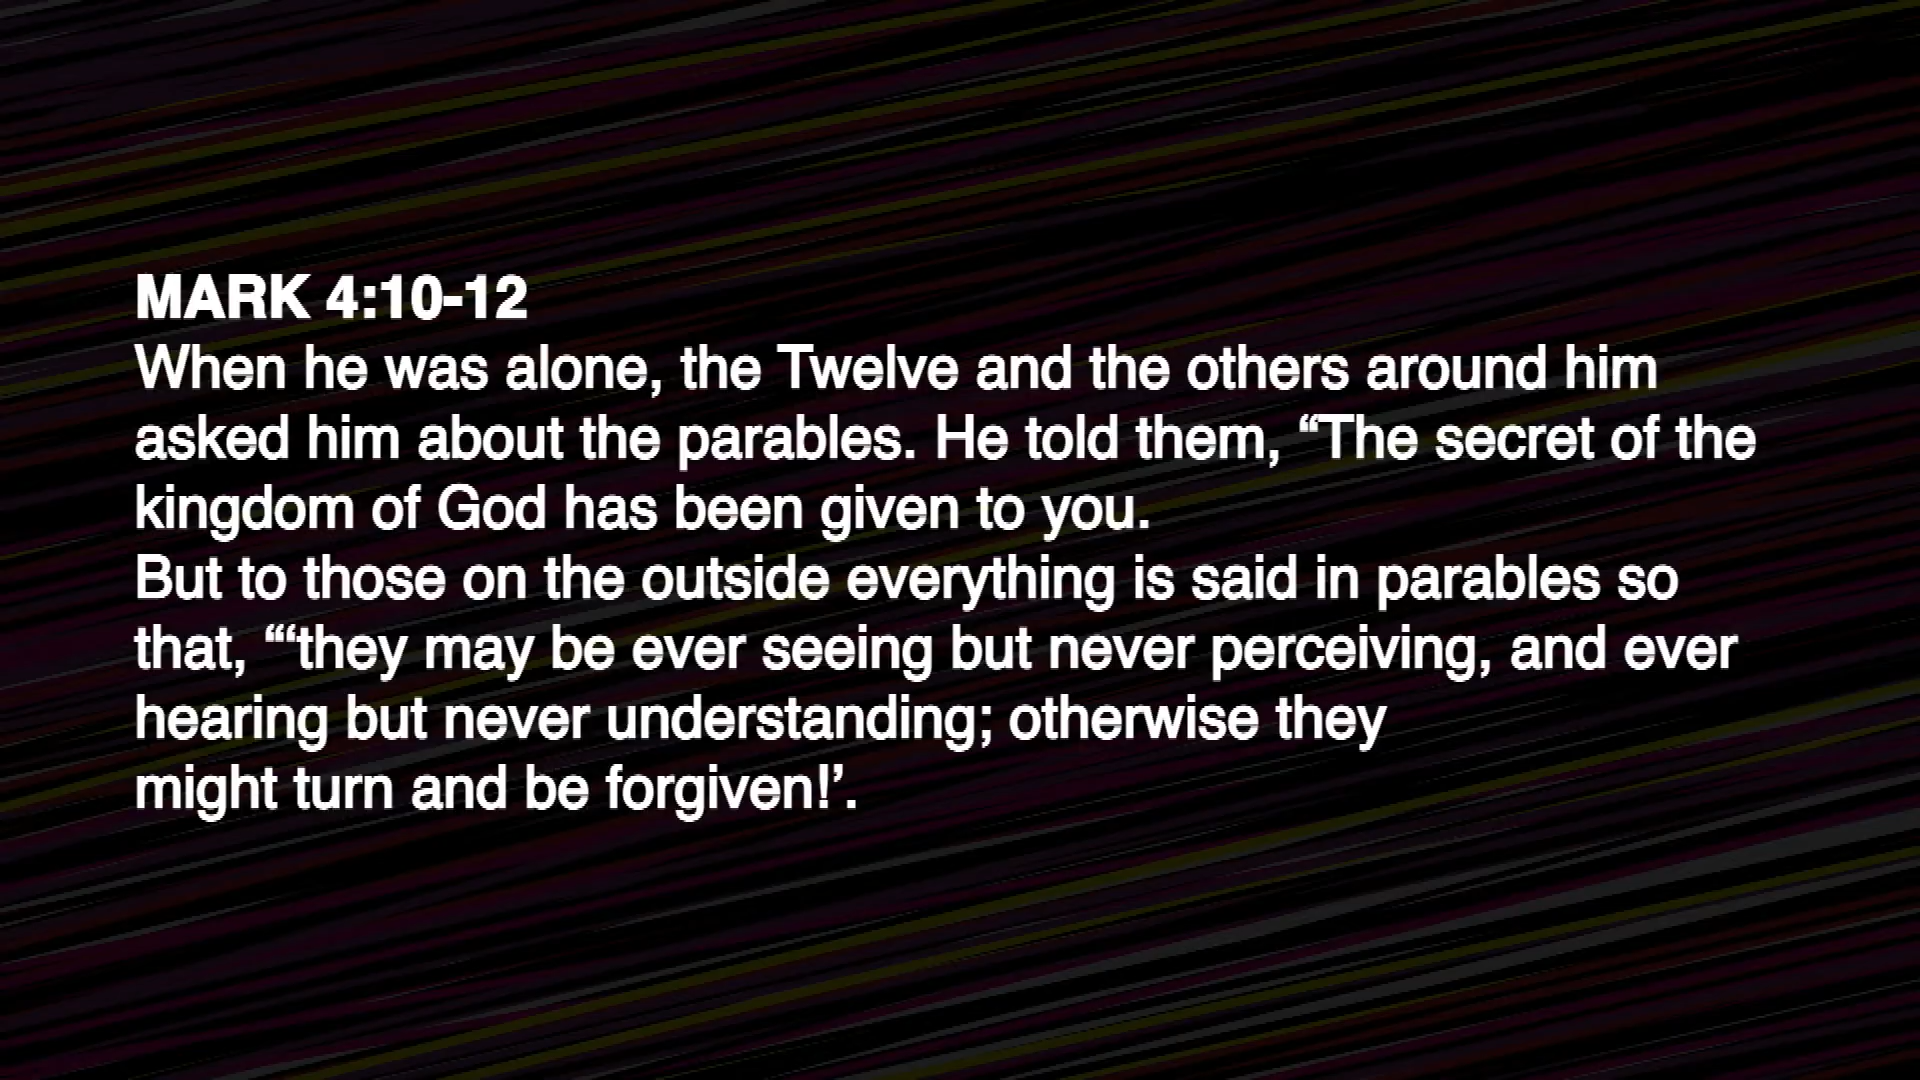 MARK 4:10-12
When he was alone, the Twelve and the others around him
asked him about the parables. He told them, “The secret of the
kingdom of God has been given to you.
But to those on the outside everything is said in parables so
that, “‘they may be ever seeing but never perceiving, and ever
hearing but never understanding; otherwise they
might turn and be forgiven!’.